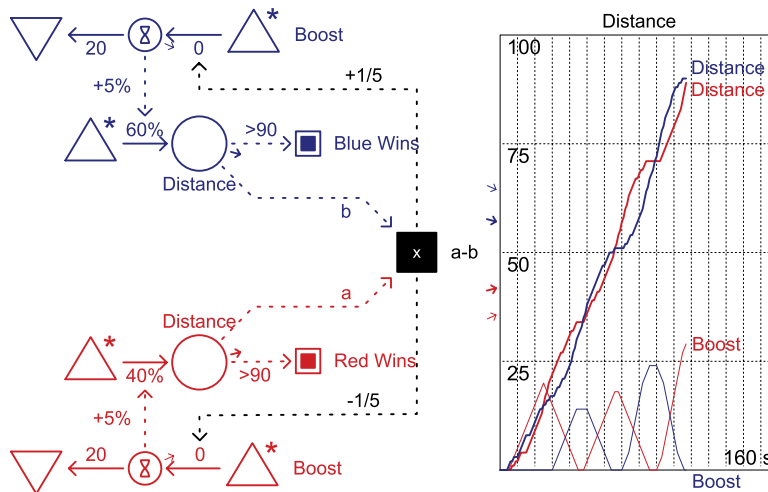 20
0
*
Boost
+5%
+1/5
*
60%
>90
Blue Wins
Distance
b
x
a-b
a
Distance
*
40%
>90
Red Wins
+5%
-1/5
20
0
*
Boost
Distance
100
Distance
Distance
75
50
25
Boost
160 s
Boost